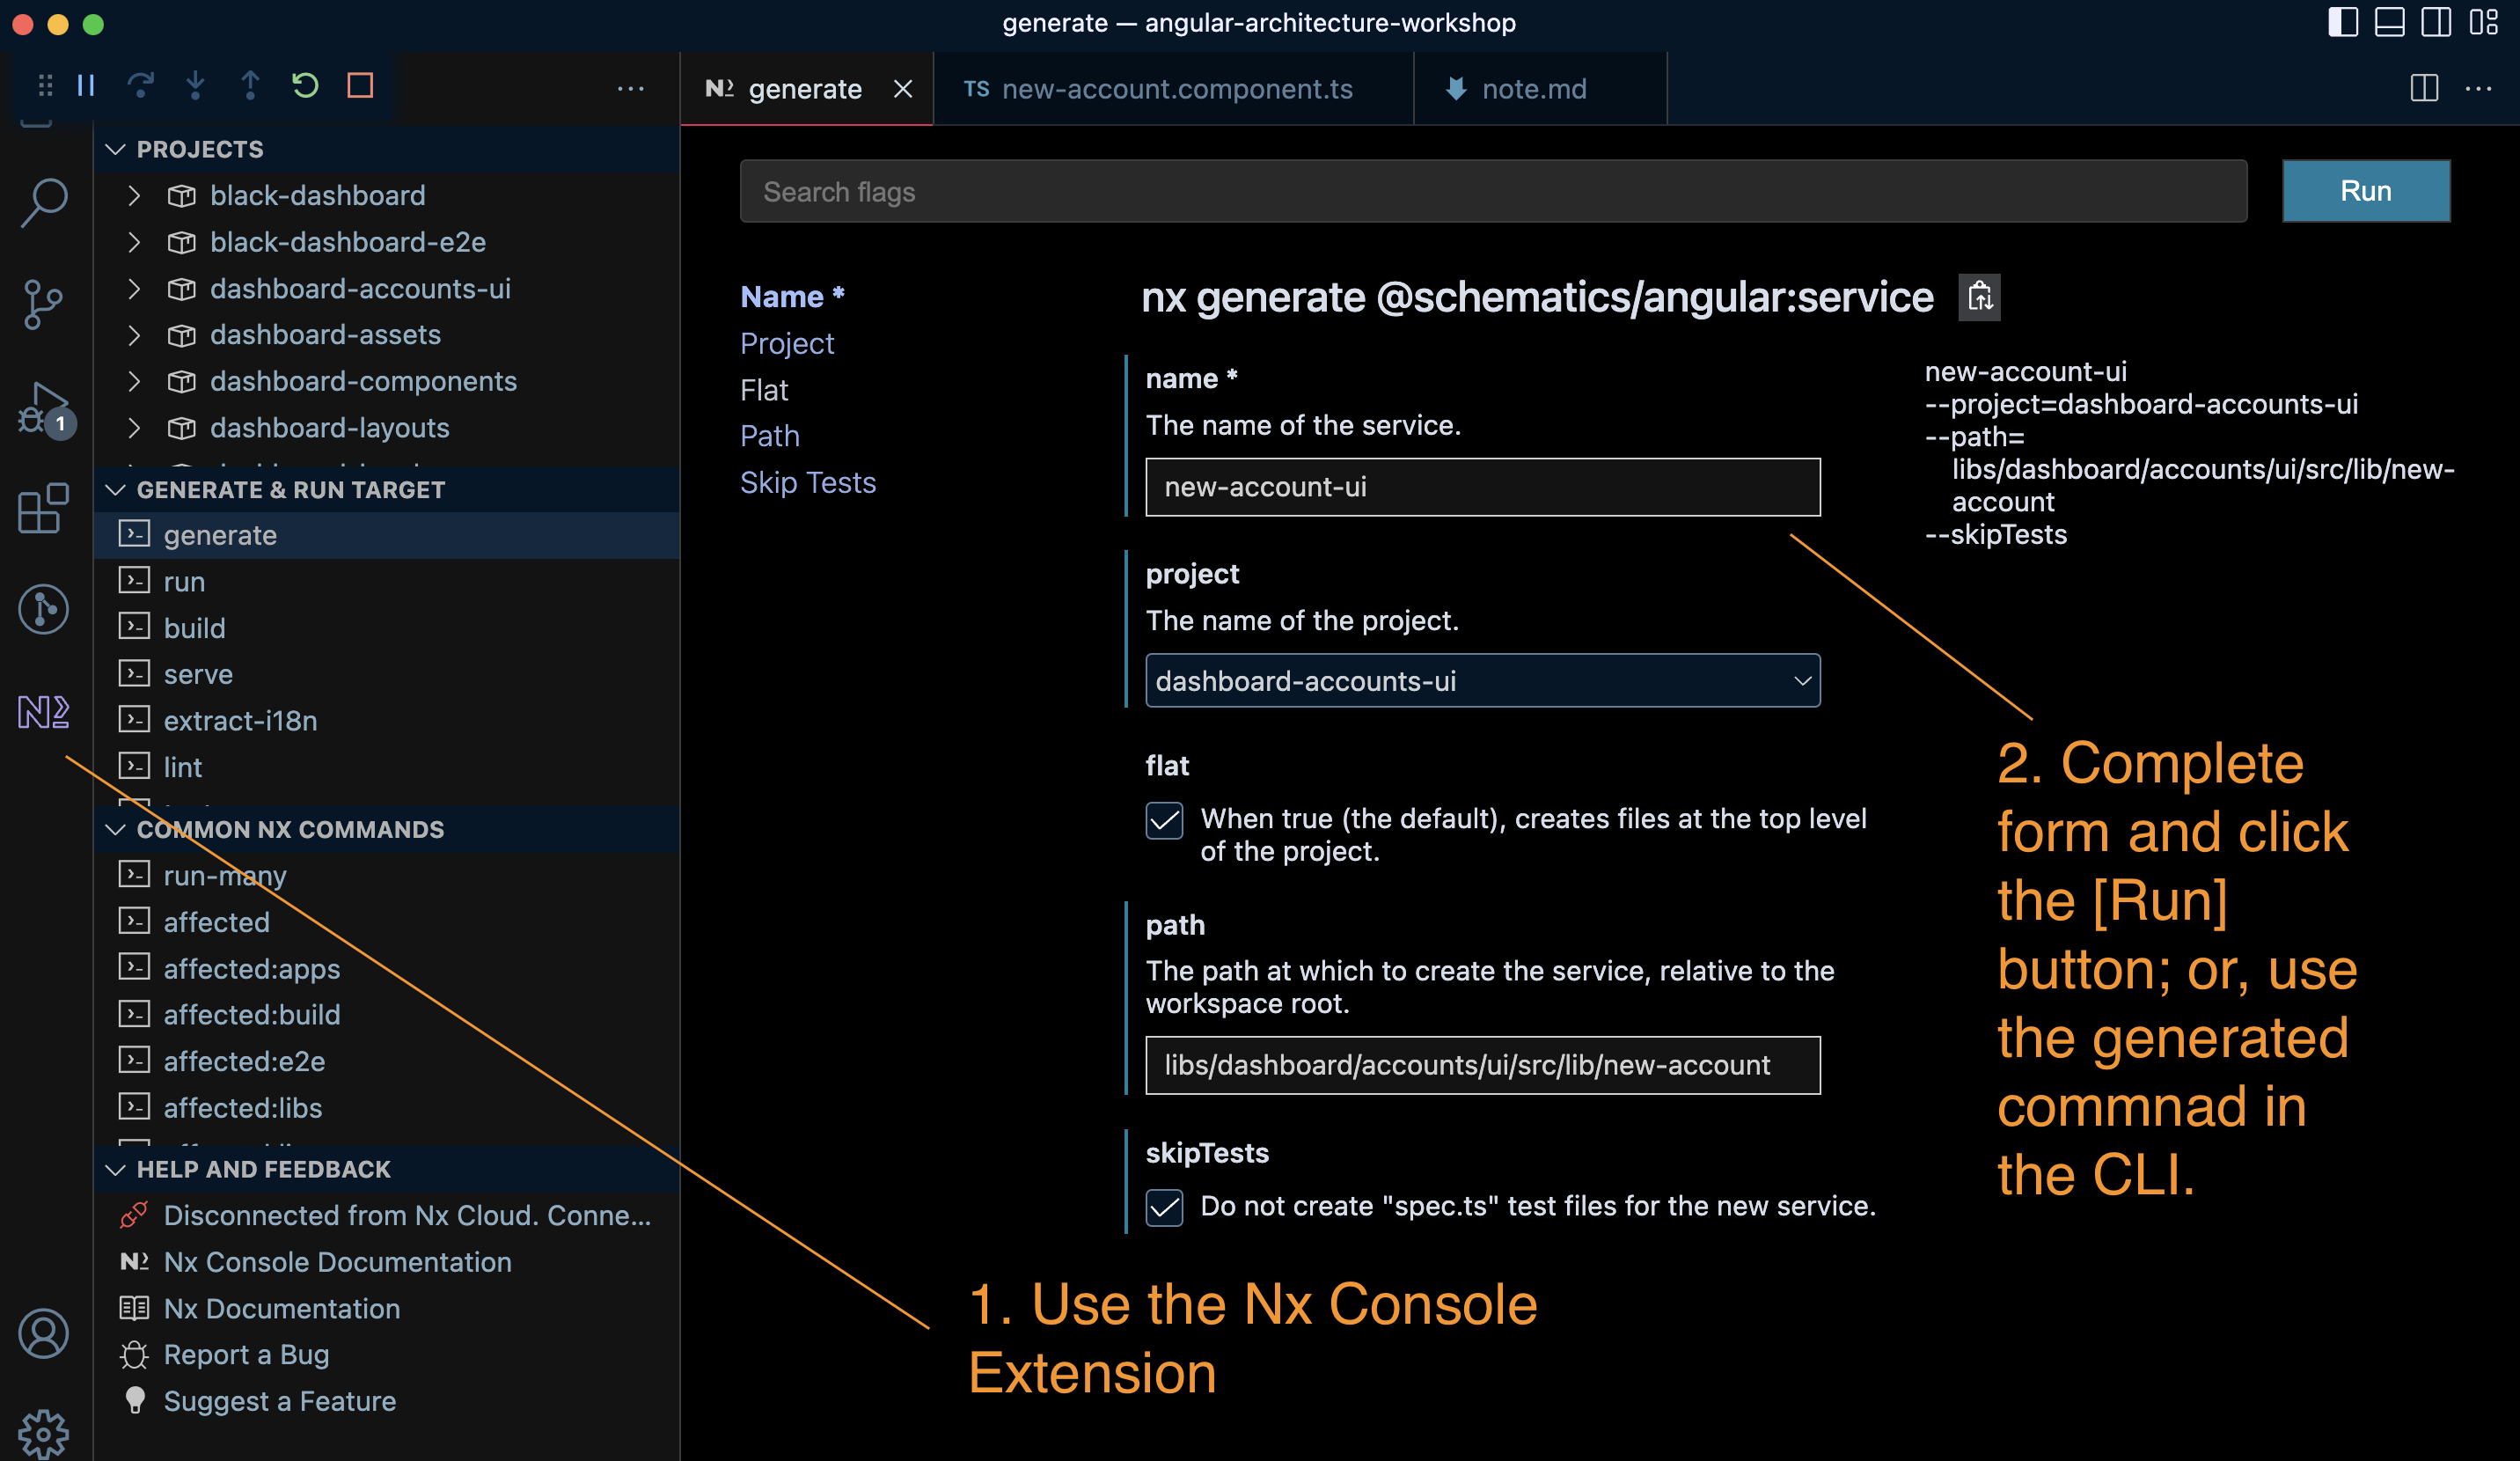 generate — angular-architecture-workshop
generate
TS new-account.component.ts
note.md
PROJECTS
black-dashboard
black-dashboard-e2e
dashboard-accounts-ui
dashboard-assets
dashboard-components
dashboard-layouts
GENERATE & RUN TARGET
generate
run
build
serve
extract-i18n
lint
COMMON NX COMMANDS
run-many
affected
affected:apps
affected:build
affected:e2e
affected:libs
HELP AND FEEDBACK
Disconnected from Nx Cloud. Conne...
Nx Console Documentation
Nx Documentation
Report a Bug
Suggest a Feature
1
Search flags
Run
Name *
Project
Flat
Path
Skip Tests
nx generate @schematics/angular:service
name *
The name of the service.
new-account-ui
project
The name of the project.
dashboard-accounts-ui
flat
When true (the default), creates files at the top level
of the project.
path
The path at which to create the service, relative to the
workspace root.
libs/dashboard/accounts/ui/src/lib/new-account
skipTests
Do not create "spec.ts" test files for the new service.
new-account-ui
--project=dashboard-accounts-ui
--path=
libs/dashboard/accounts/ui/src/lib/new-
account
--skipTests
2. Complete
form and click
the [Run]
button; or, use
the generated
commnad in
the CLI.
1. Use the Nx Console
Extension